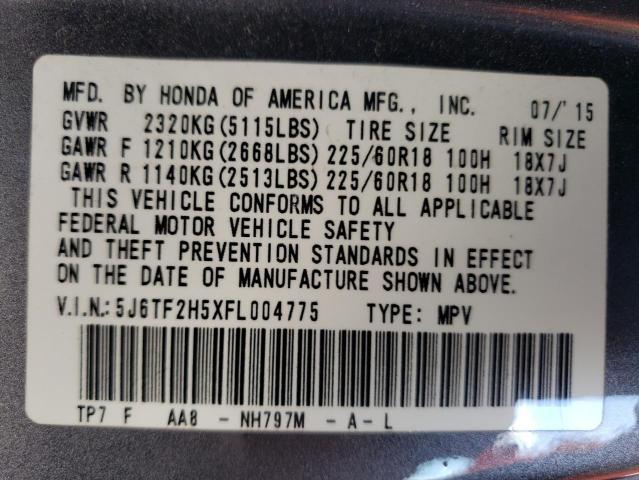 MFD. BY HONDA OF AMERICA MFG., INC. 07/'15
GVWR 2320KG(5115LBS) TIRE SIZE RIM SIZE
GAWR F 1210KG(2668LBS) 225/60R18 100H 18X7J
GAWR R 1140KG(2513LBS) 225/60R18 100H 18X7J
THIS VEHICLE CONFORMS TO ALL APPLICABLE
FEDERAL MOTOR VEHICLE SAFETY
AND THEFT PREVENTION STANDARDS IN EFFECT
ON THE DATE OF MANUFACTURE SHOWN ABOVE.
V.I.N.: 5J6TF2H5XFL004775 TYPE: MPV
TP7 F AA8 - NH797M - A - L